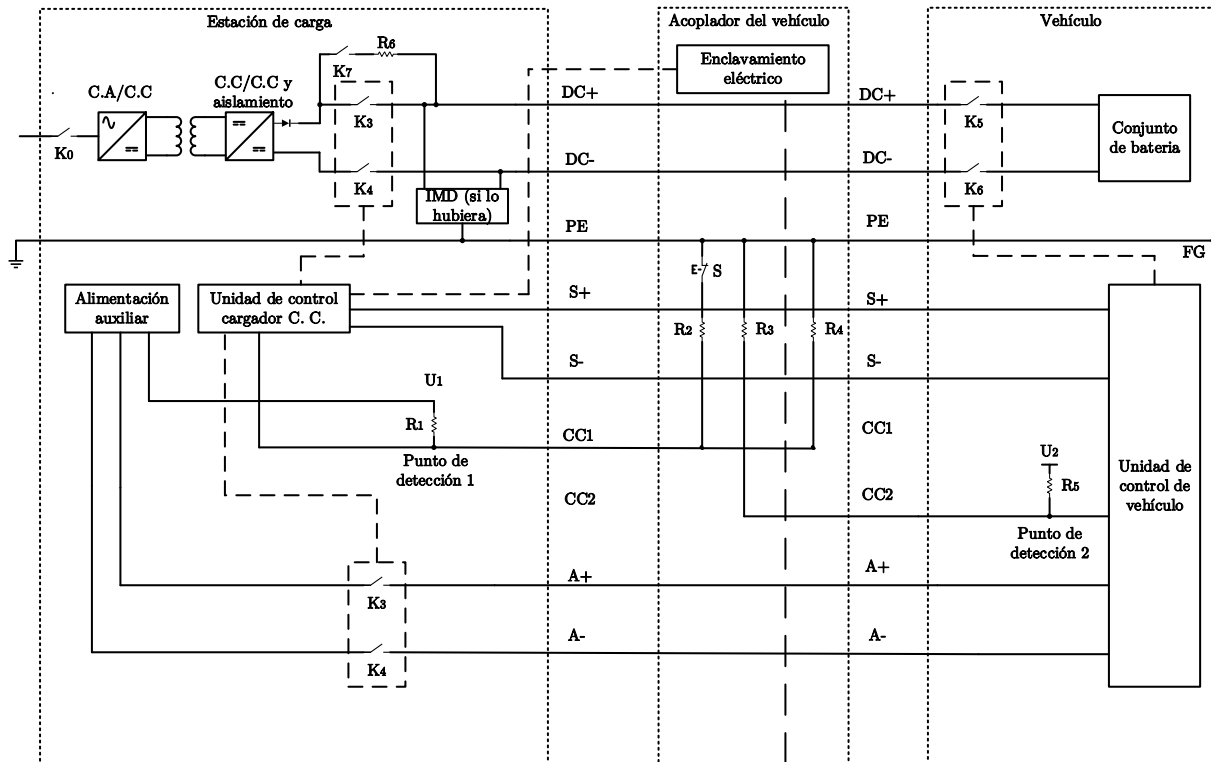 Estación de carga
Acoplador del vehículo
Vehículo
R6
Enclavamiento
eléctrico
K7
C.A/C.C
C.C/C.C y
aislamiento
DC+
DC+
K0
K3
K5
Conjunto
de bateria
DC-
DC-
K4
K6
IMD (si lo
hubiera)
PE
PE
FG
E- S
Alimentación
auxiliar
Unidad de control
cargador C. C.
S+
S+
R2
R3
R4
S-
S-
U1
R1
CC1
CC1
Punto de
detección 1
U2
R5
Unidad de
control de
vehículo
CC2
CC2
Punto de
detección 2
A+
A+
K3
A-
A-
K4